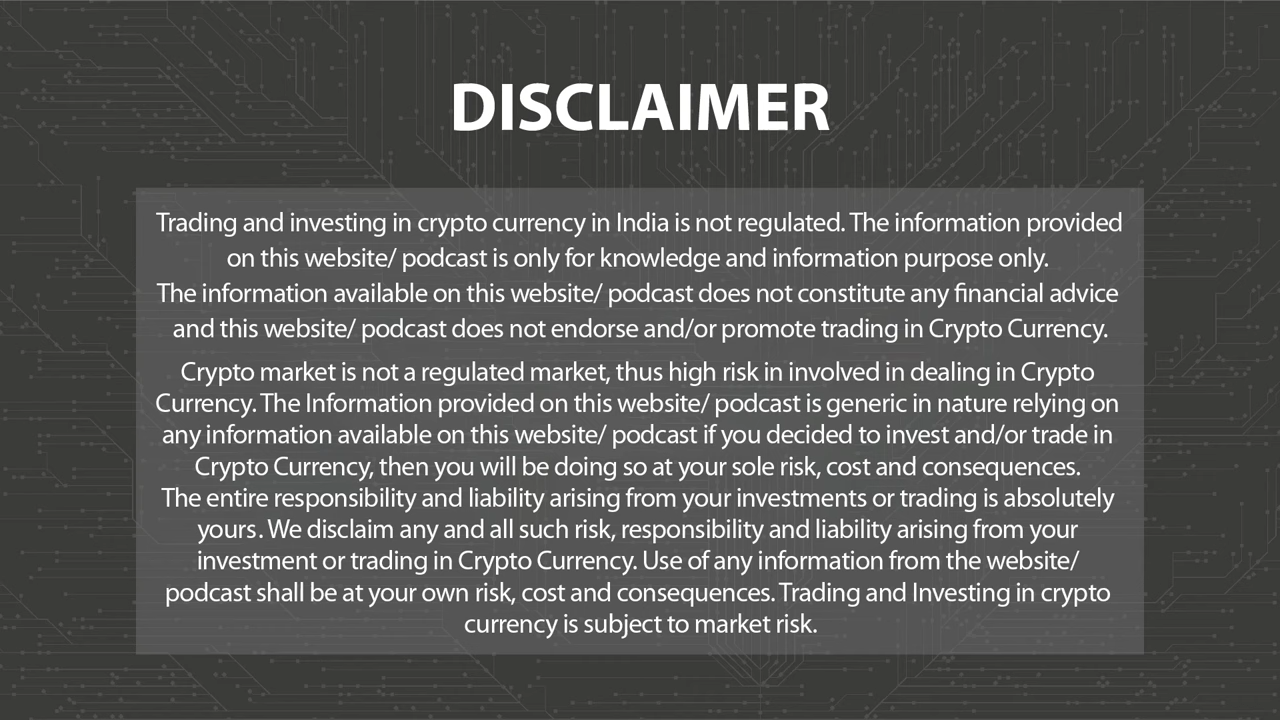 DISCLAIMER
Trading and investing in crypto currency in India is not regulated. The information provided
on this website/ podcast is only for knowledge and information purpose only.
The information available on this website/ podcast does not constitute any financial advice
and this website/ podcast does not endorse and/or promote trading in Crypto Currency.
Crypto market is not a regulated market, thus high risk in involved in dealing in Crypto
Currency. The Information provided on this website/ podcast is generic in nature relying on
any information available on this website/ podcast if you decided to invest and/or trade in
Crypto Currency, then you will be doing so at your sole risk, cost and consequences.
The entire responsibility and liability arising from your investments or trading is absolutely
yours. We disclaim any and all such risk, responsibility and liability arising from your
investment or trading in Crypto Currency. Use of any information from the website/
podcast shall be at your own risk, cost and consequences. Trading and Investing in crypto
currency is subject to market risk.